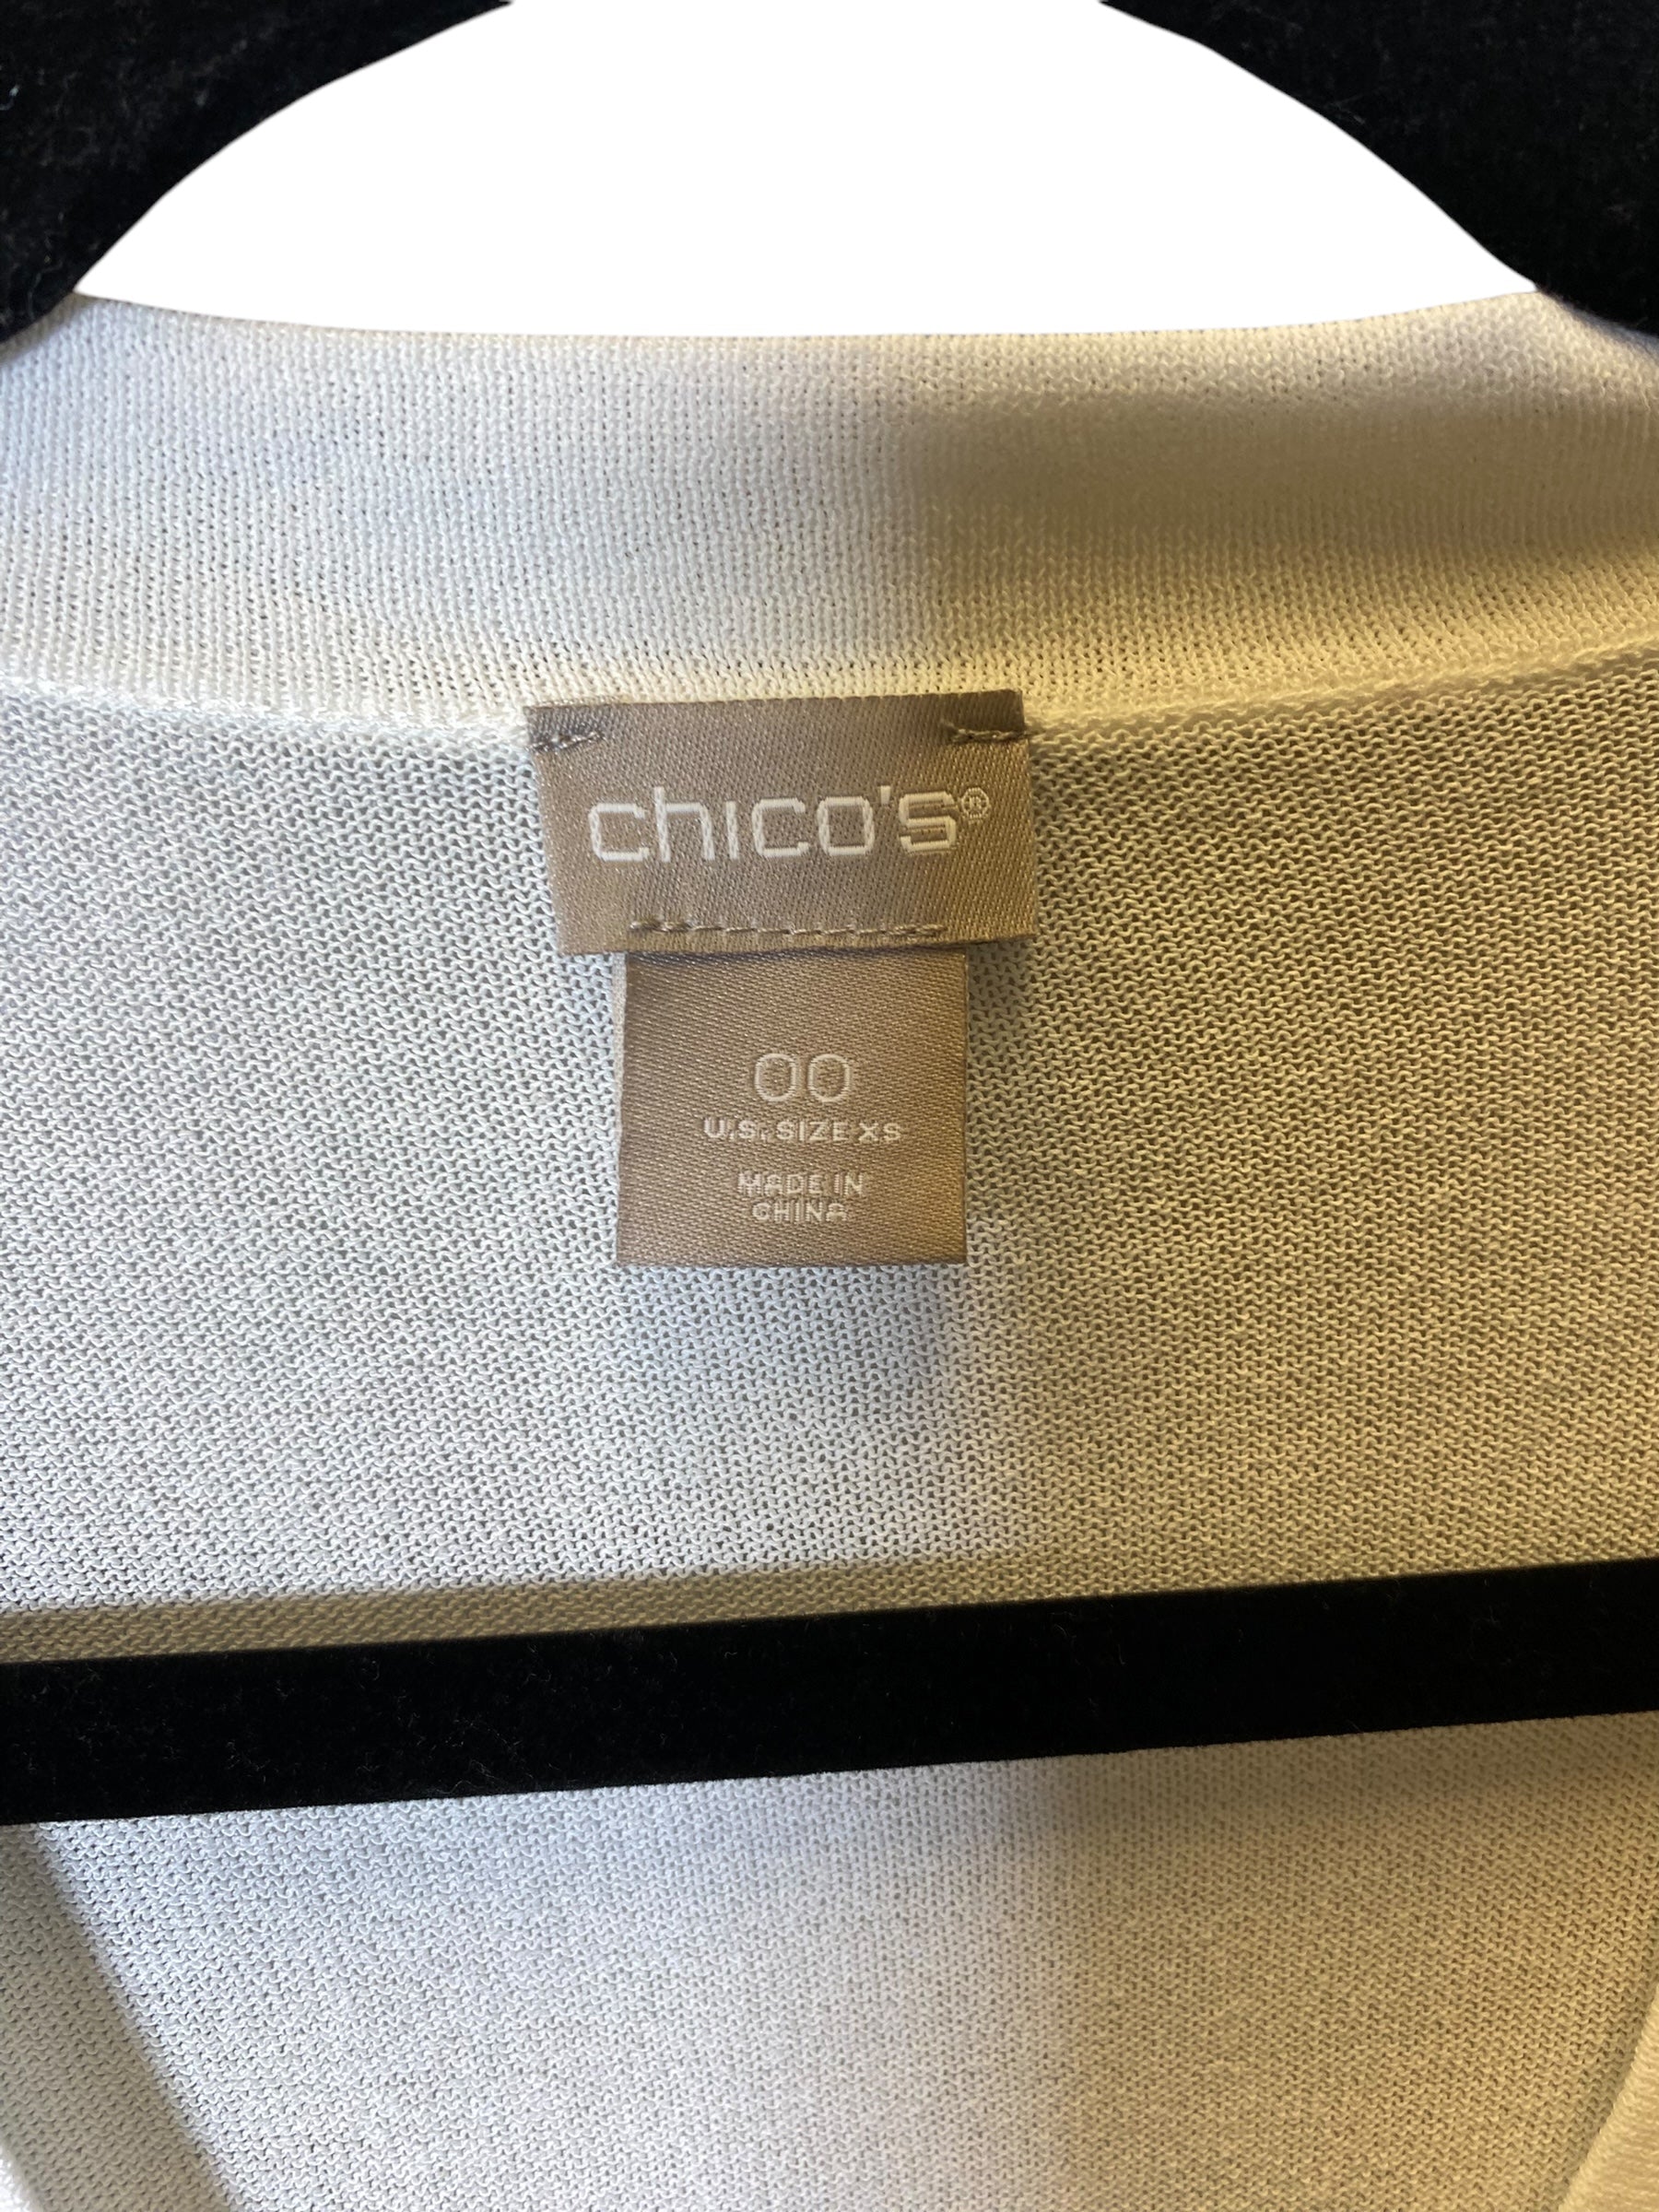 chico's®
00
U.S. SIZE XS
MADE IN
CHINA